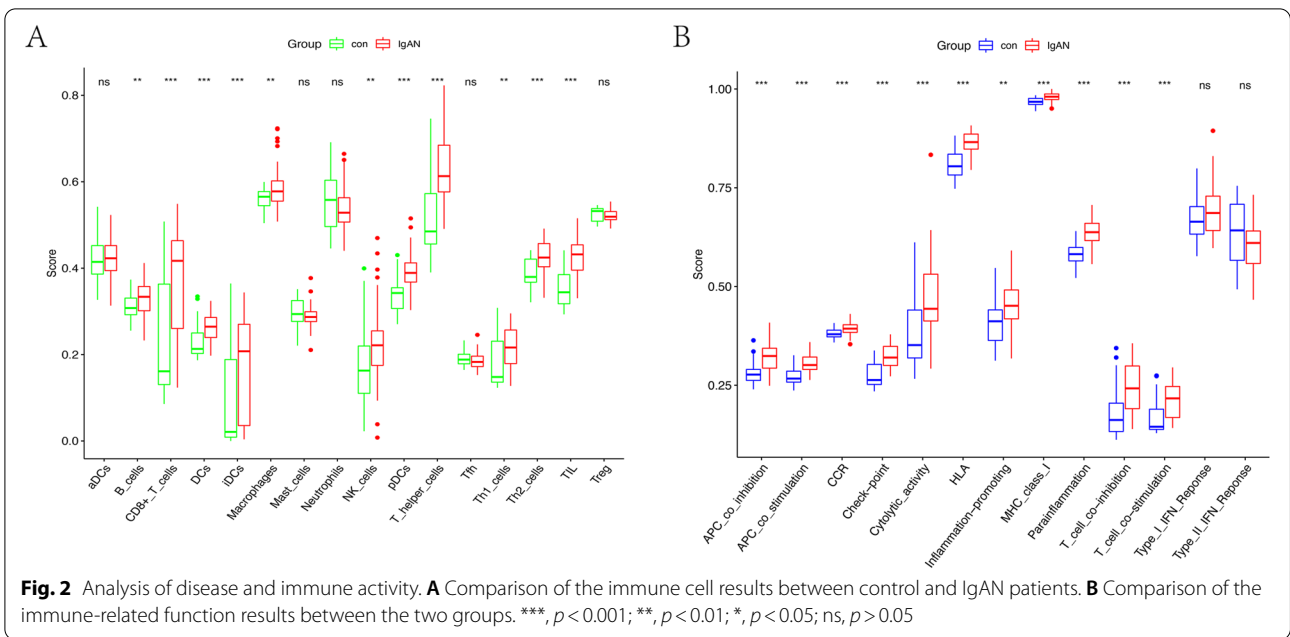 A
Group con IgAN
ns ** *** *** *** ** ns ns ** *** *** ns ** *** *** ns
0.8
0.6
0.4
0.2
0.0
Score
aDCs
B_cells
CD8+_T_cells
DCs
iDCs
Macrophages
Mast_cells
Neutrophils
NK_cells
pDCs
T_helper_cells
Tfh
Th1_cells
Th2_cells
TIL
Treg
B
Group con IgAN
*** *** *** *** *** *** ** *** *** *** *** ns ns
1.00
0.75
0.50
0.25
Score
APC_co_inhibition
APC_co_stimulation
CCR
Check-point
Cytolytic_activity
HLA
Inflammation-promoting
MHC_class_I
Parainflammation
T_cell_co-inhibition
T_cell_co-stimulation
Type_I_IFN_Reponse
Type_II_IFN_Reponse
Fig. 2 Analysis of disease and immune activity. A Comparison of the immune cell results between control and IgAN patients. B Comparison of the
immune-related function results between the two groups. ***, p < 0.001; **, p < 0.01; *, p < 0.05; ns, p > 0.05